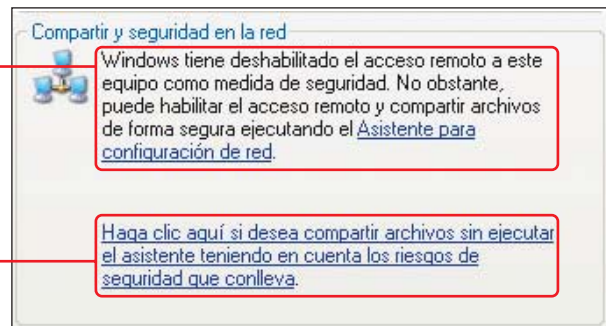 Compartir y seguridad en la red
Windows tiene deshabilitado el acceso remoto a este
equipo como medida de seguridad. No obstante,
puede habilitar el acceso remoto y compartir archivos
de forma segura ejecutando el Asistente para
configuración de red.
Haga clic aquí si desea compartir archivos sin ejecutar
el asistente teniendo en cuenta los riesgos de
seguridad que conlleva.